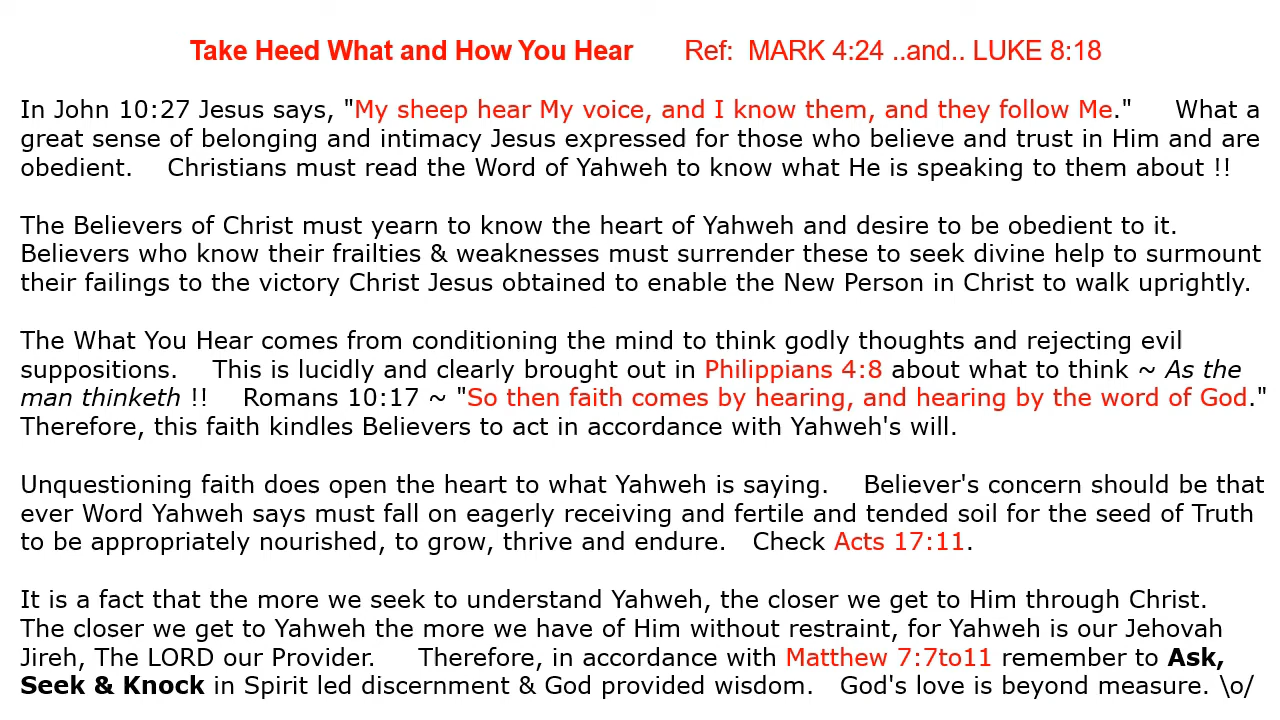 Take Heed What and How You Hear Ref: MARK 4:24 ..and.. LUKE 8:18
In John 10:27 Jesus says, "My sheep hear My voice, and I know them, and they follow Me." What a
great sense of belonging and intimacy Jesus expressed for those who believe and trust in Him and are
obedient. Christians must read the Word of Yahweh to know what He is speaking to them about !!
The Believers of Christ must yearn to know the heart of Yahweh and desire to be obedient to it.
Believers who know their frailties & weaknesses must surrender these to seek divine help to surmount
their failings to the victory Christ Jesus obtained to enable the New Person in Christ to walk uprightly.
The What You Hear comes from conditioning the mind to think godly thoughts and rejecting evil
suppositions. This is lucidly and clearly brought out in Philippians 4:8 about what to think ~ As the
man thinketh !! Romans 10:17 ~ "So then faith comes by hearing, and hearing by the word of God."
Therefore, this faith kindles Believers to act in accordance with Yahweh's will.
Unquestioning faith does open the heart to what Yahweh is saying. Believer's concern should be that
ever Word Yahweh says must fall on eagerly receiving and fertile and tended soil for the seed of Truth
to be appropriately nourished, to grow, thrive and endure. Check Acts 17:11.
It is a fact that the more we seek to understand Yahweh, the closer we get to Him through Christ.
The closer we get to Yahweh the more we have of Him without restraint, for Yahweh is our Jehovah
Jireh, The LORD our Provider. Therefore, in accordance with Matthew 7:7to11 remember to Ask,
Seek & Knock in Spirit led discernment & God provided wisdom. God's love is beyond measure. \o/